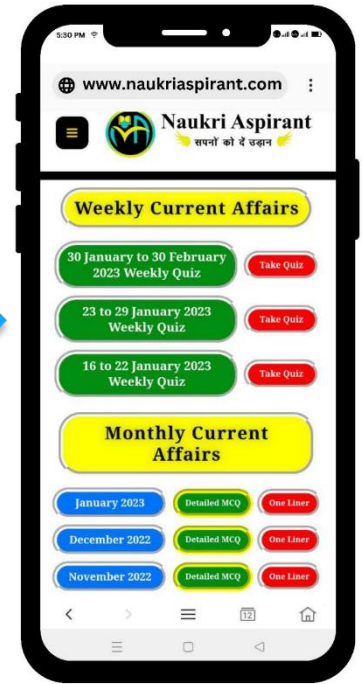 5:30 PM
www.naukriaspirant.com
Naukri Aspirant
सपनों को दें उड़ान
Weekly Current Affairs
30 January to 30 February
2023 Weekly Quiz
Take Quiz
23 to 29 January 2023
Weekly Quiz
Take Quiz
16 to 22 January 2023
Weekly Quiz
Take Quiz
Monthly Current
Affairs
January 2023 Detailed MCQ One Liner
December 2022 Detailed MCQ One Liner
November 2022 Detailed MCQ One Liner
12